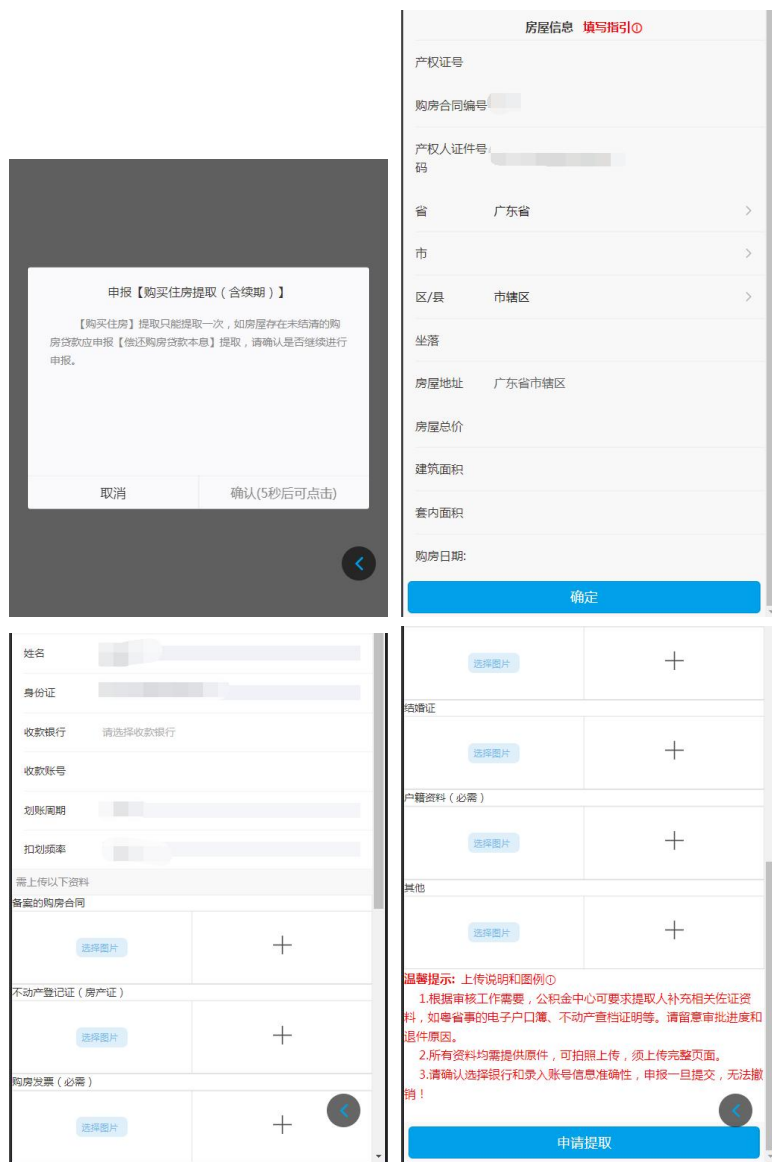 申报【购买住房提取（含续期）】
【购买住房】提取只能提取一次，如房屋存在未结清的购
房贷款应申报【偿还购房贷款本息】提取，请确认是否继续进行
申报。
取消 确认(5秒后可点击)
房屋信息 填写指引①
产权证号
购房合同编号
产权人证件号
码
省 广东省
市
区/县 市辖区
坐落
房屋地址 广东省市辖区
房屋总价
建筑面积
套内面积
购房日期:
确定
姓名
身份证
收款银行 请选择收款银行
收款账号
划账周期
扣划频率
需上传以下资料
备案的购房合同
选择图片
不动产登记证（房产证）
选择图片
购房发票（必需）
选择图片
选择图片
结婚证
选择图片
户籍资料（必需）
选择图片
其他
选择图片
温馨提示: 上传说明和图例①
1.根据审核工作需要，公积金中心可要求提取人补充相关佐证资
料，如粤省事的电子户口簿、不动产查档证明等。请留意审批进度和
退件原因。
2.所有资料均需提供原件，可拍照上传，须上传完整页面。
3.请确认选择银行和录入账号信息准确性，申报一旦提交，无法撤
销！
申请提取